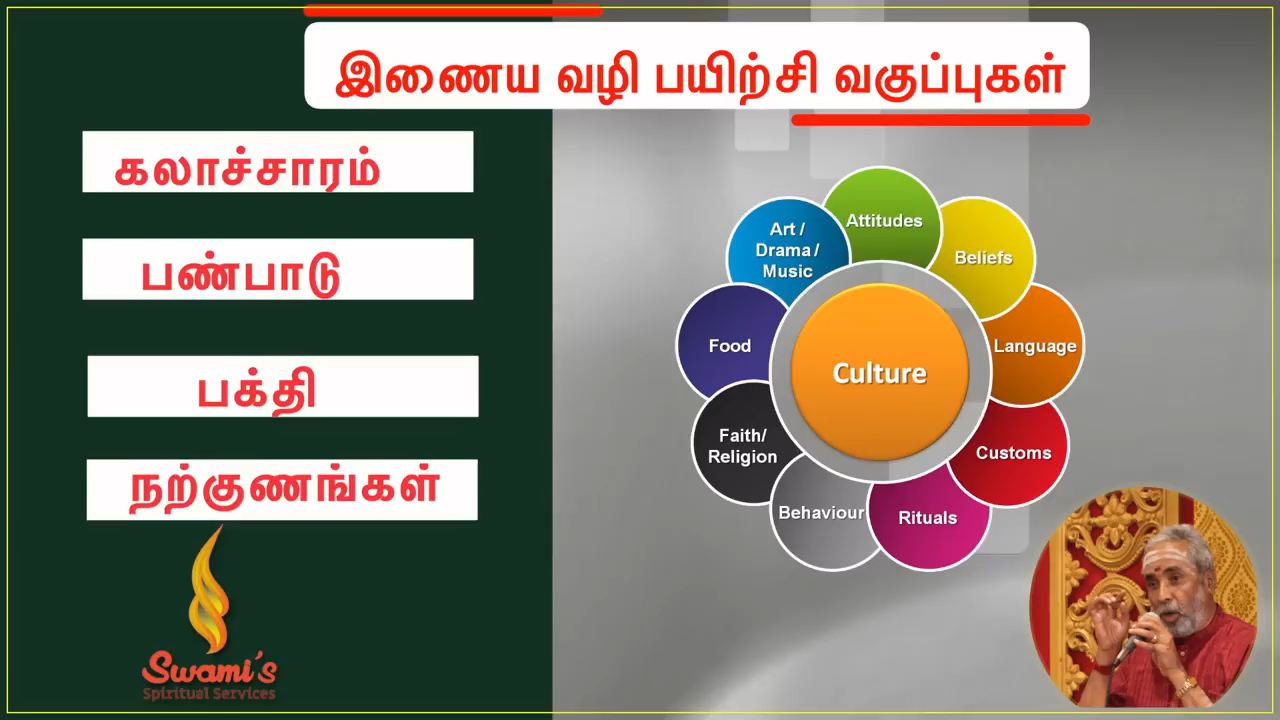 இணைய வழி பயிற்சி வகுப்புகள்
கலாச்சாரம்
பண்பாடு
பக்தி
நற்குணங்கள்
Swami's
Spiritual Services
Attitudes
Art /
Drama /
Music
Beliefs
Food
Language
Culture
Faith/
Religion
Customs
Behaviour
Rituals